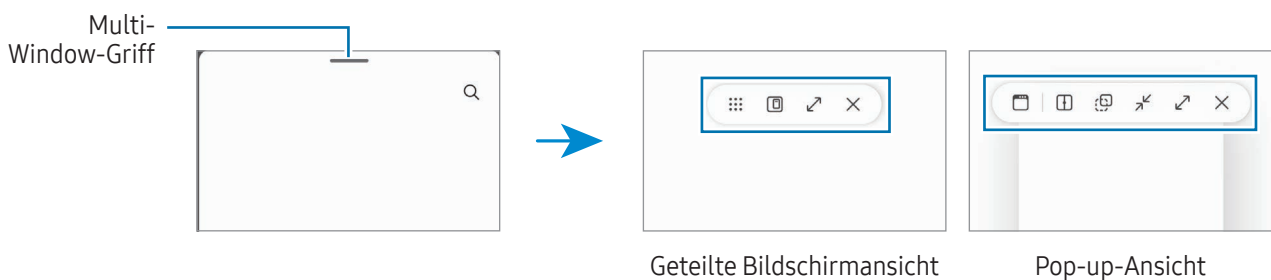 Multi-
Window-Griff
Geteilte Bildschirmansicht
Pop-up-Ansicht